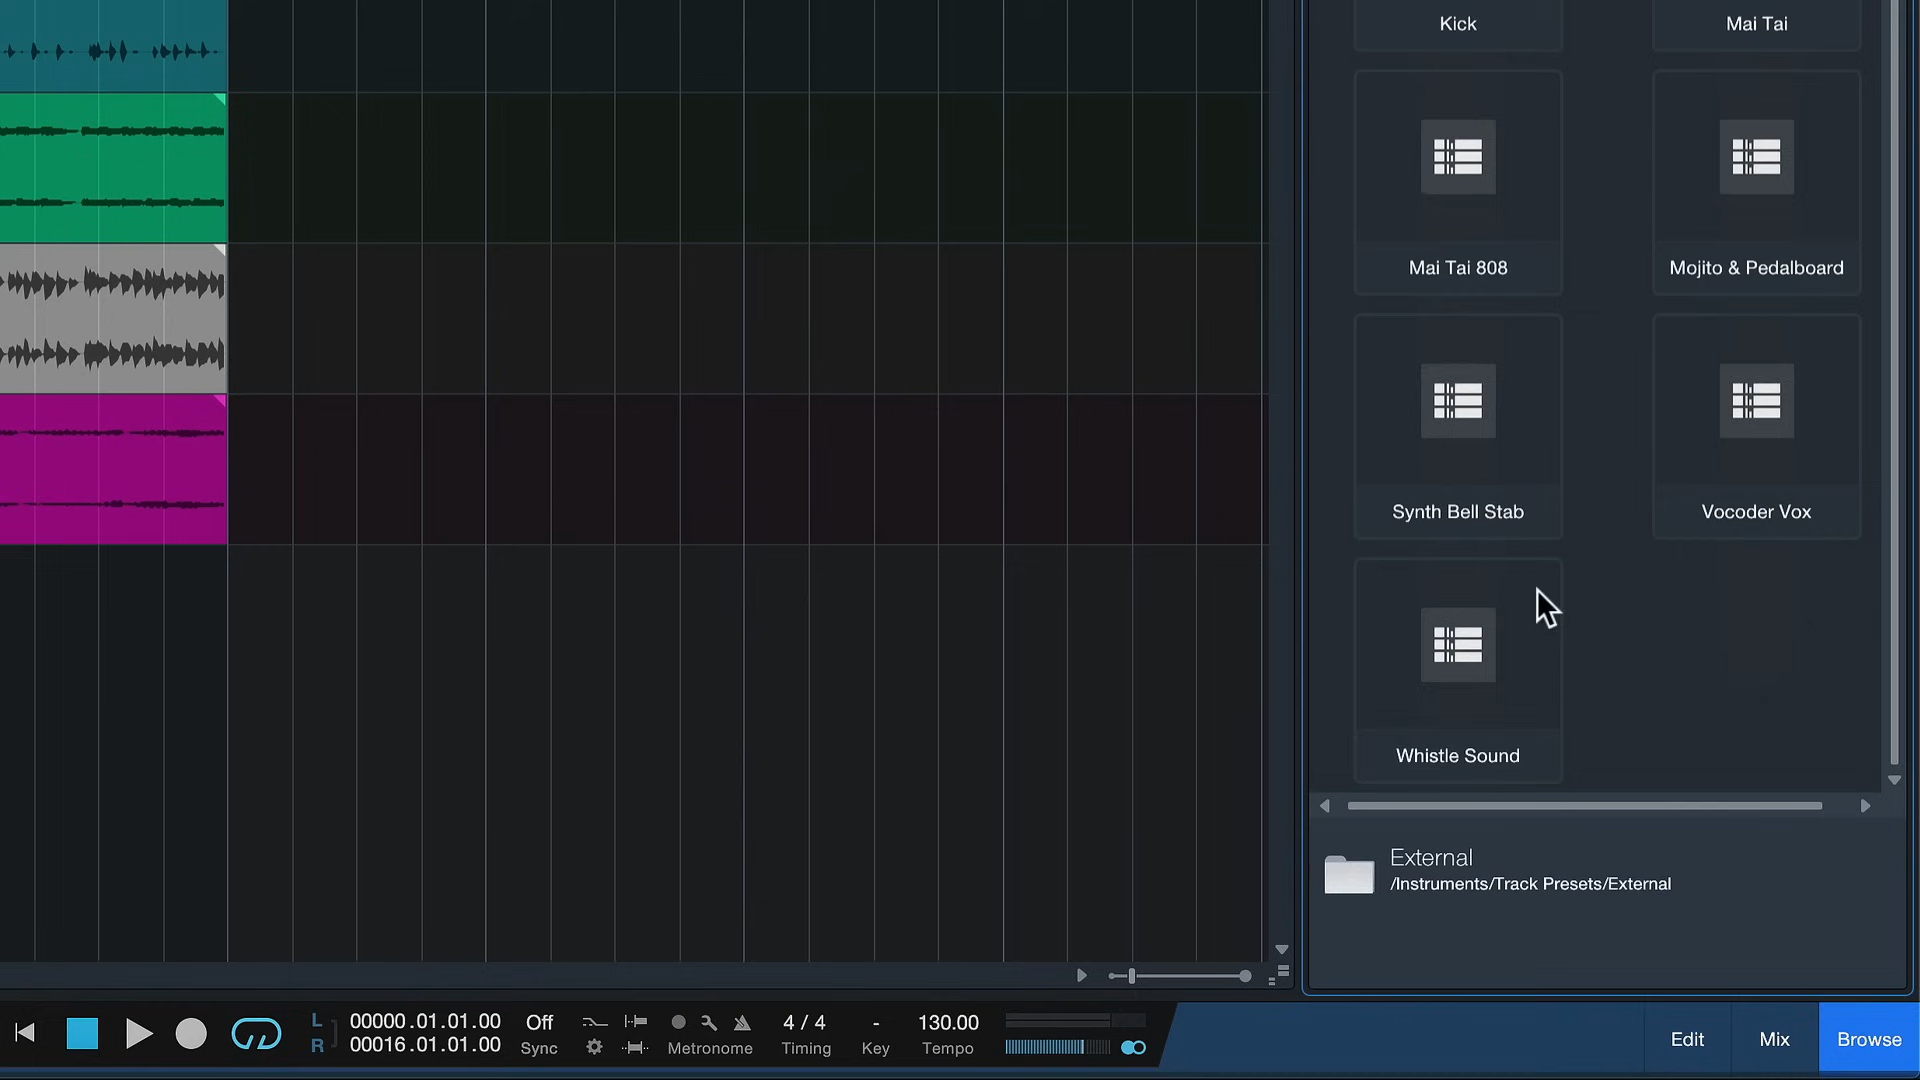 Kick
Mai Tai
Mai Tai 808
Mojito & Pedalboard
Synth Bell Stab
Vocoder Vox
Whistle Sound
External
/Instruments/Track Presets/External
L 00000.01.01.00
R 00016.01.01.00
Off
Sync
Metronome
4 / 4
Timing
-
Key
130.00
Tempo
Edit
Mix
Browse